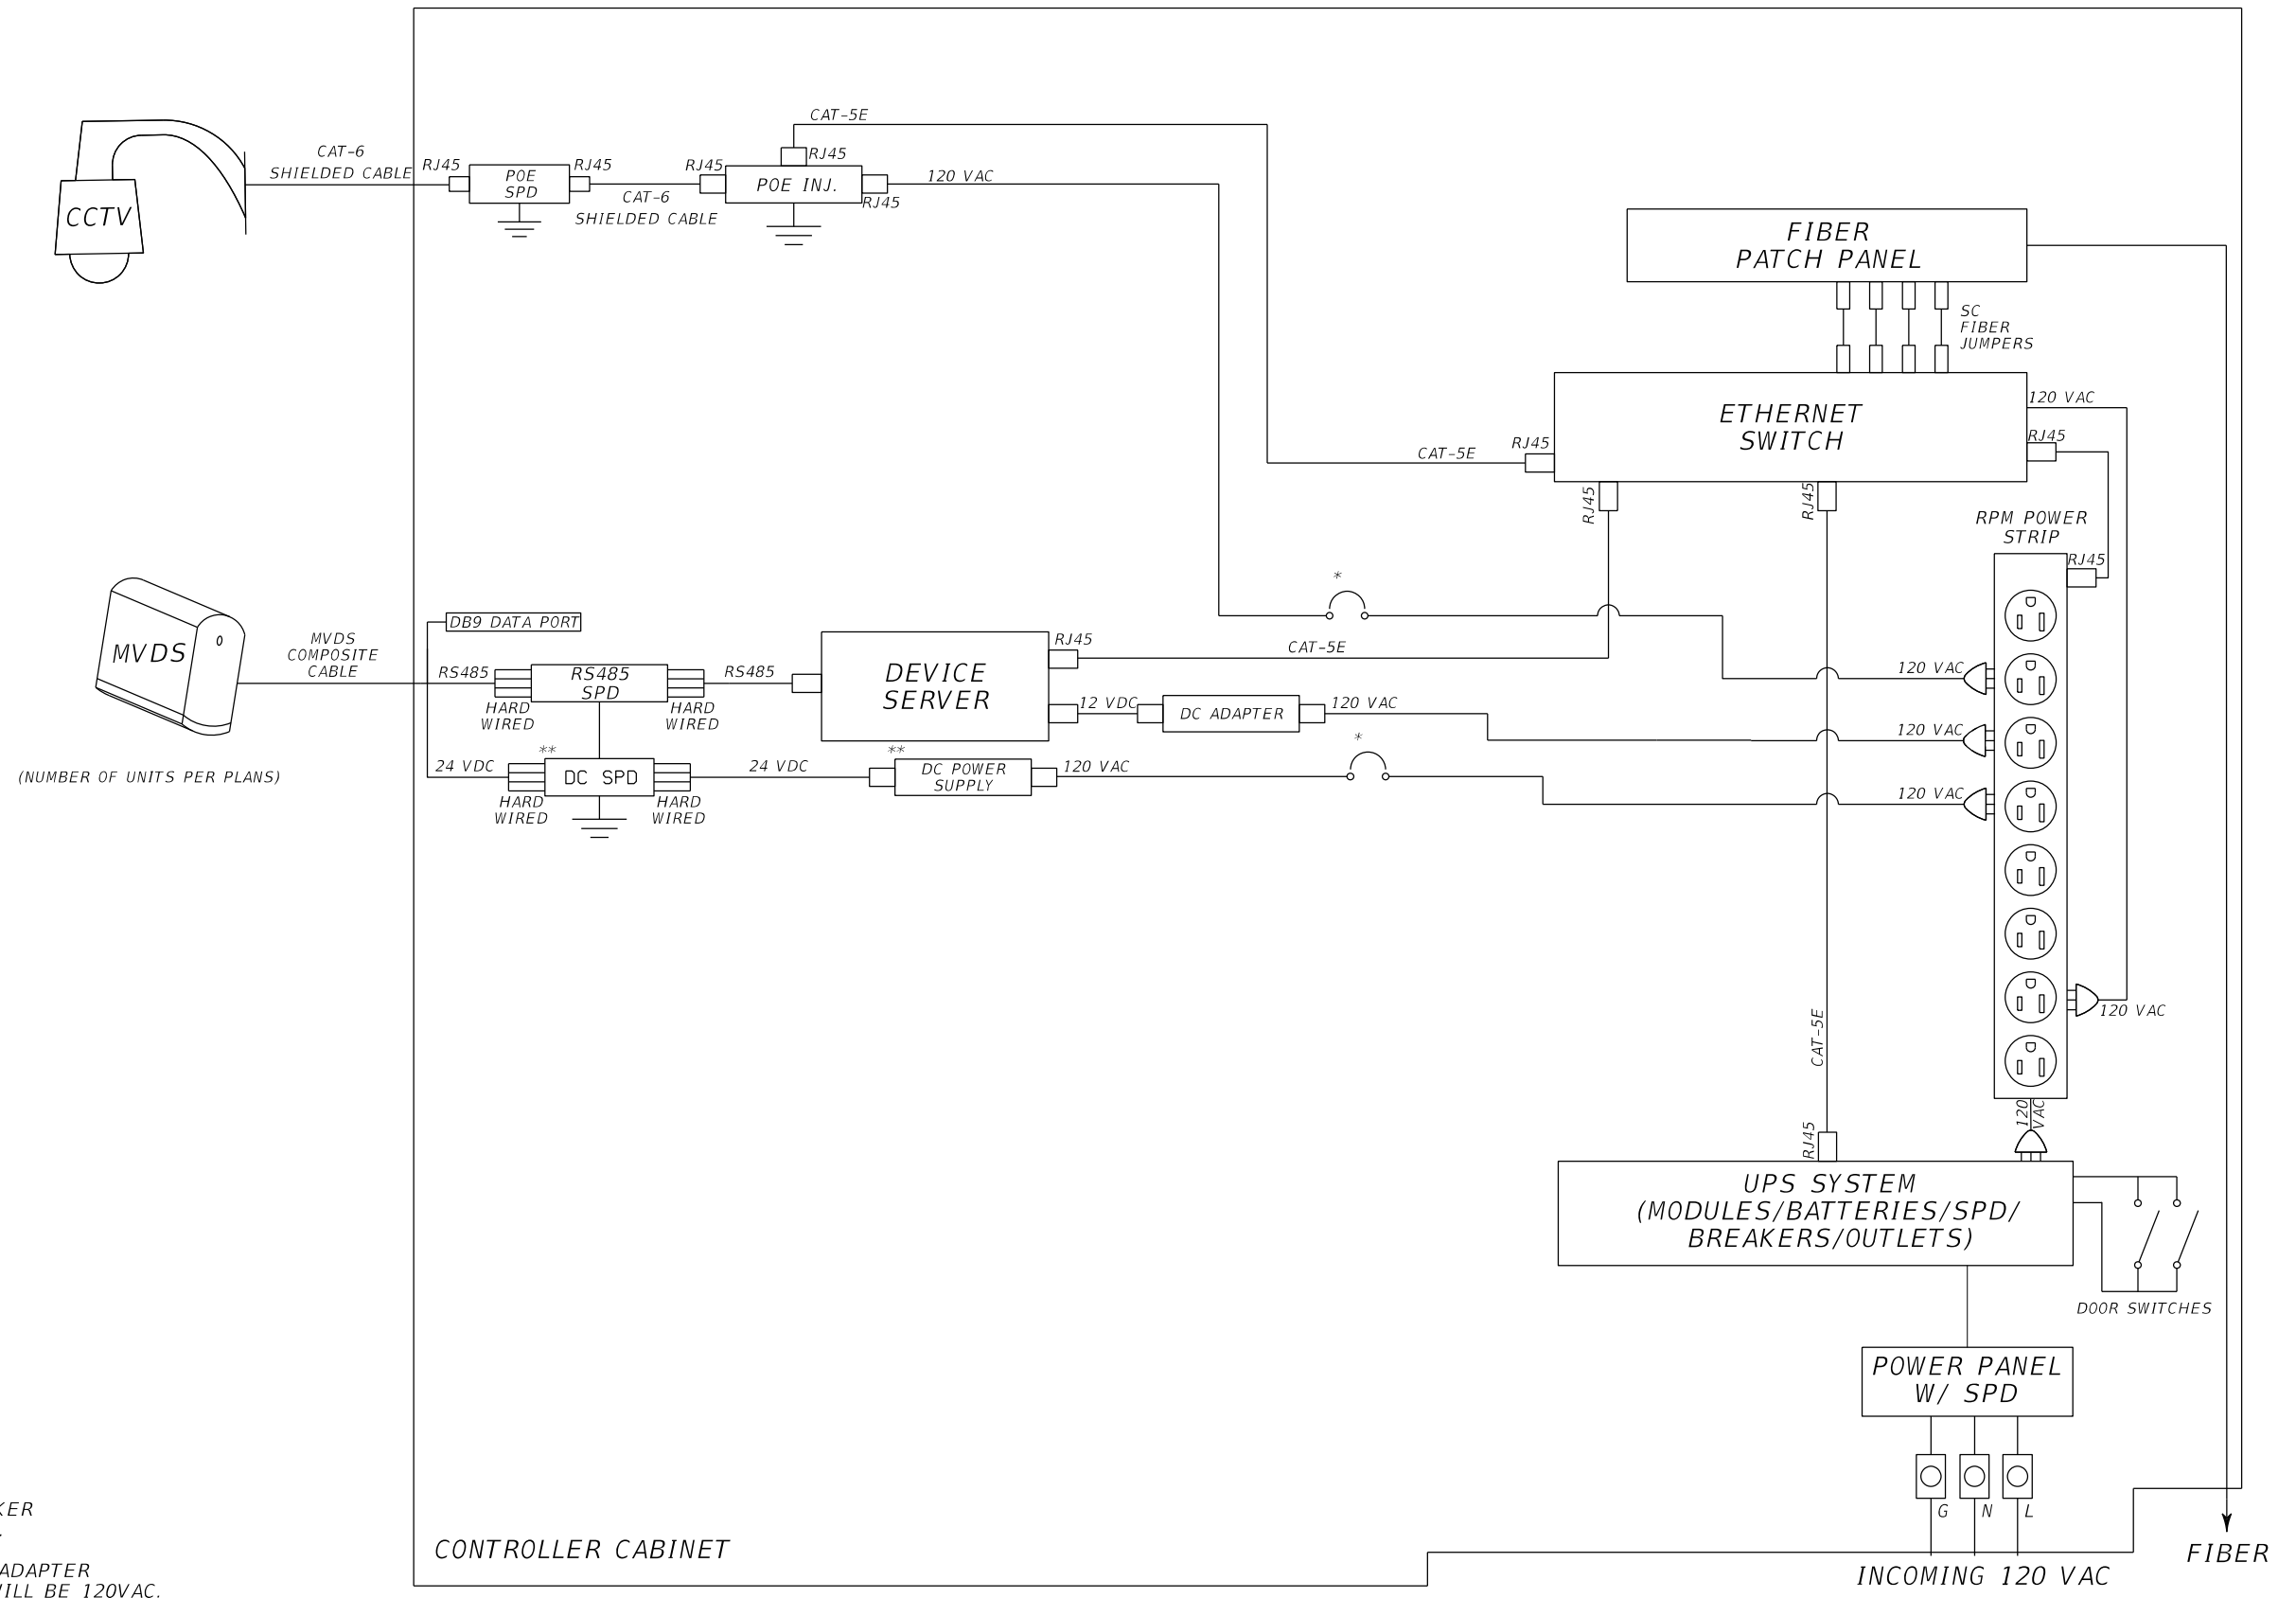 CAT-5E
CAT-6
SHIELDED CABLE
RJ45
POE
SPD
RJ45
CAT-6
SHIELDED CABLE
RJ45
RJ45
POE INJ.
RJ45
120 VAC
CCTV
FIBER
PATCH PANEL
SC
FIBER
JUMPERS
ETHERNET
SWITCH
120 VAC
RJ45
CAT-5E
RJ45
RJ45
RJ45
RPM POWER
STRIP
RJ45
*
DB9 DATA PORT
MVDS
MVDS
COMPOSITE
CABLE
RS485
RS485
SPD
RS485
HARD
WIRED
HARD
WIRED
DEVICE
SERVER
RJ45
CAT-5E
12 VDC
DC ADAPTER
120 VAC
120 VAC
120 VAC
120 VAC
(NUMBER OF UNITS PER PLANS)
24 VDC
**
DC SPD
24 VDC
HARD
WIRED
HARD
WIRED
**
DC POWER
SUPPLY
120 VAC
*
120 VAC
CAT-5E
120
VAC
RJ45
UPS SYSTEM
(MODULES/BATTERIES/SPD/
BREAKERS/OUTLETS)
DOOR SWITCHES
POWER PANEL
W/ SPD
G
N
L
CONTROLLER CABINET
INCOMING 120 VAC
FIBER
ADAPTER
BE 120VAC.